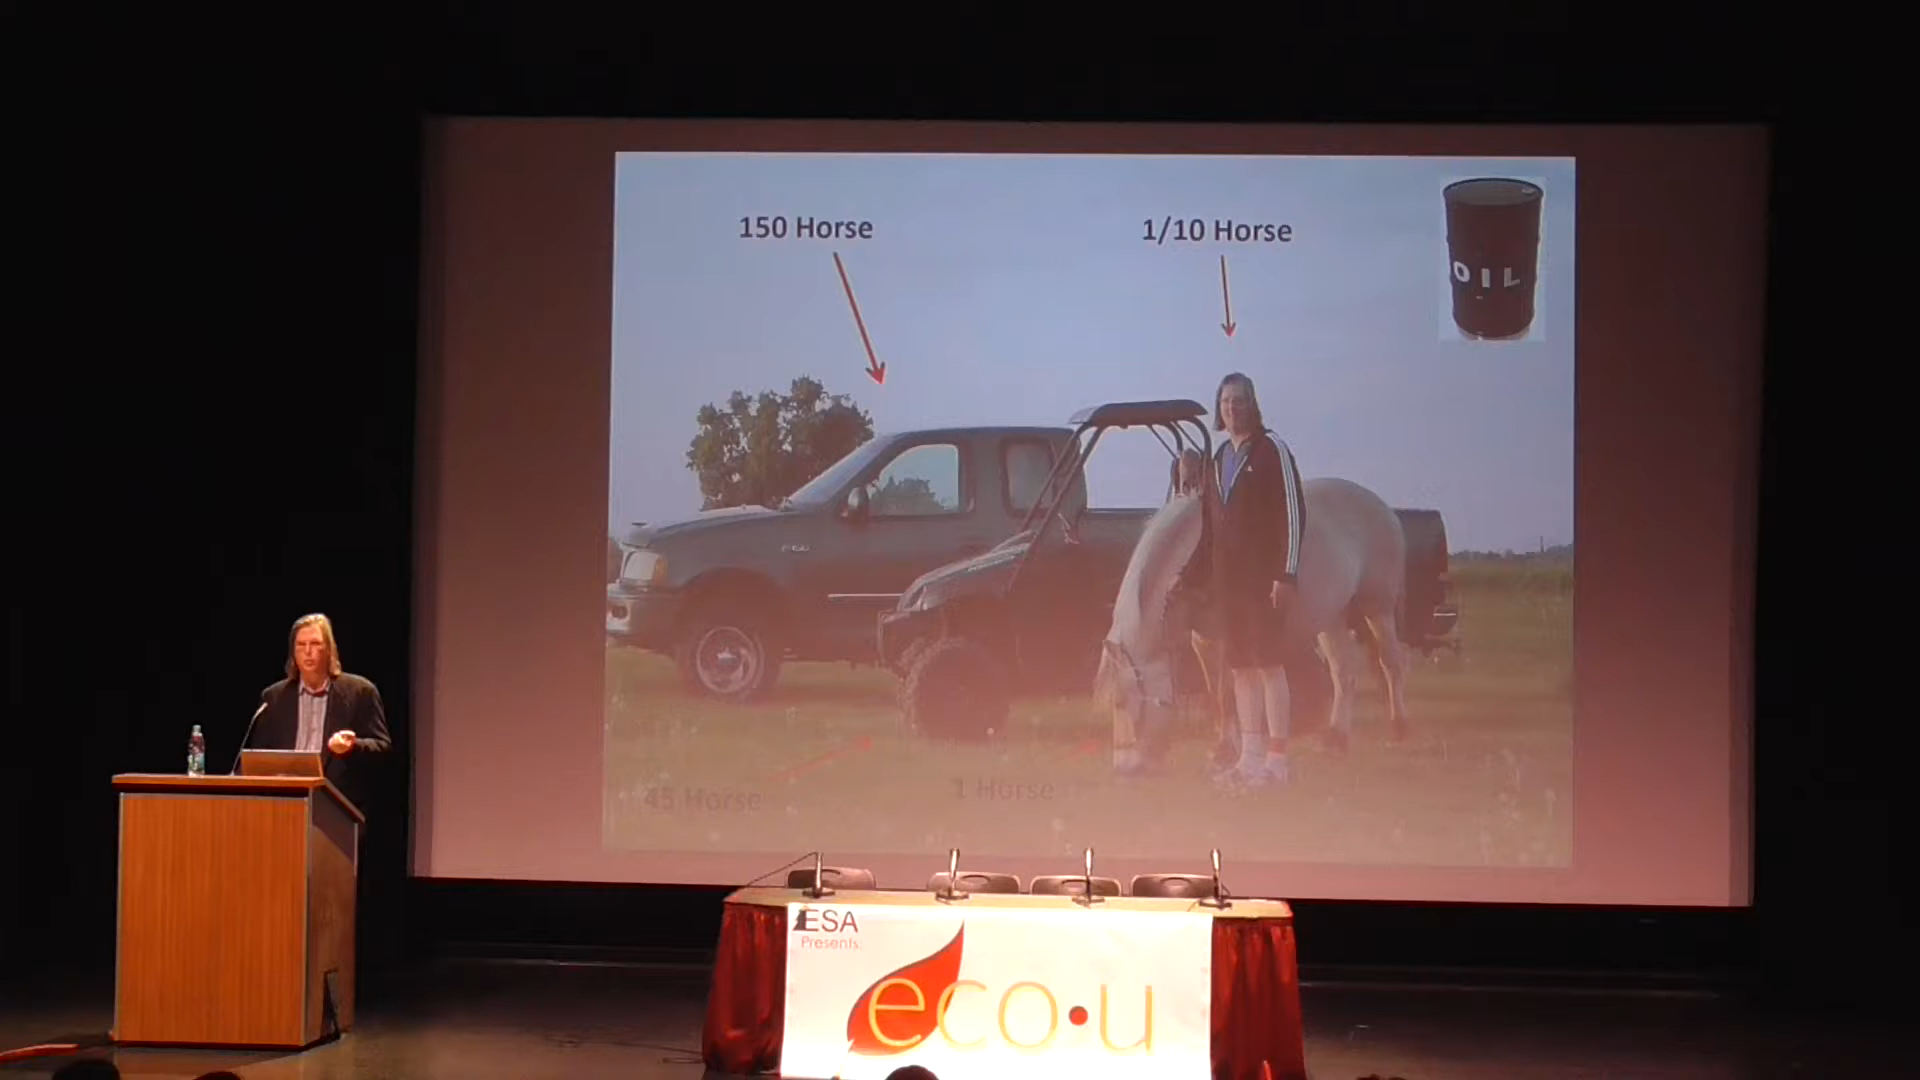 150 Horse
1/10 Horse
OIL
45 Horse
1 Horse
ESA
Presents
eco•u